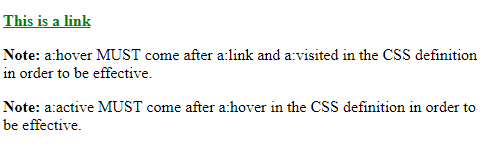 This is a link
Note: a:hover MUST come after a:link and a:visited in the CSS definition
in order to be effective.
Note: a:active MUST come after a:hover in the CSS definition in order to
be effective.